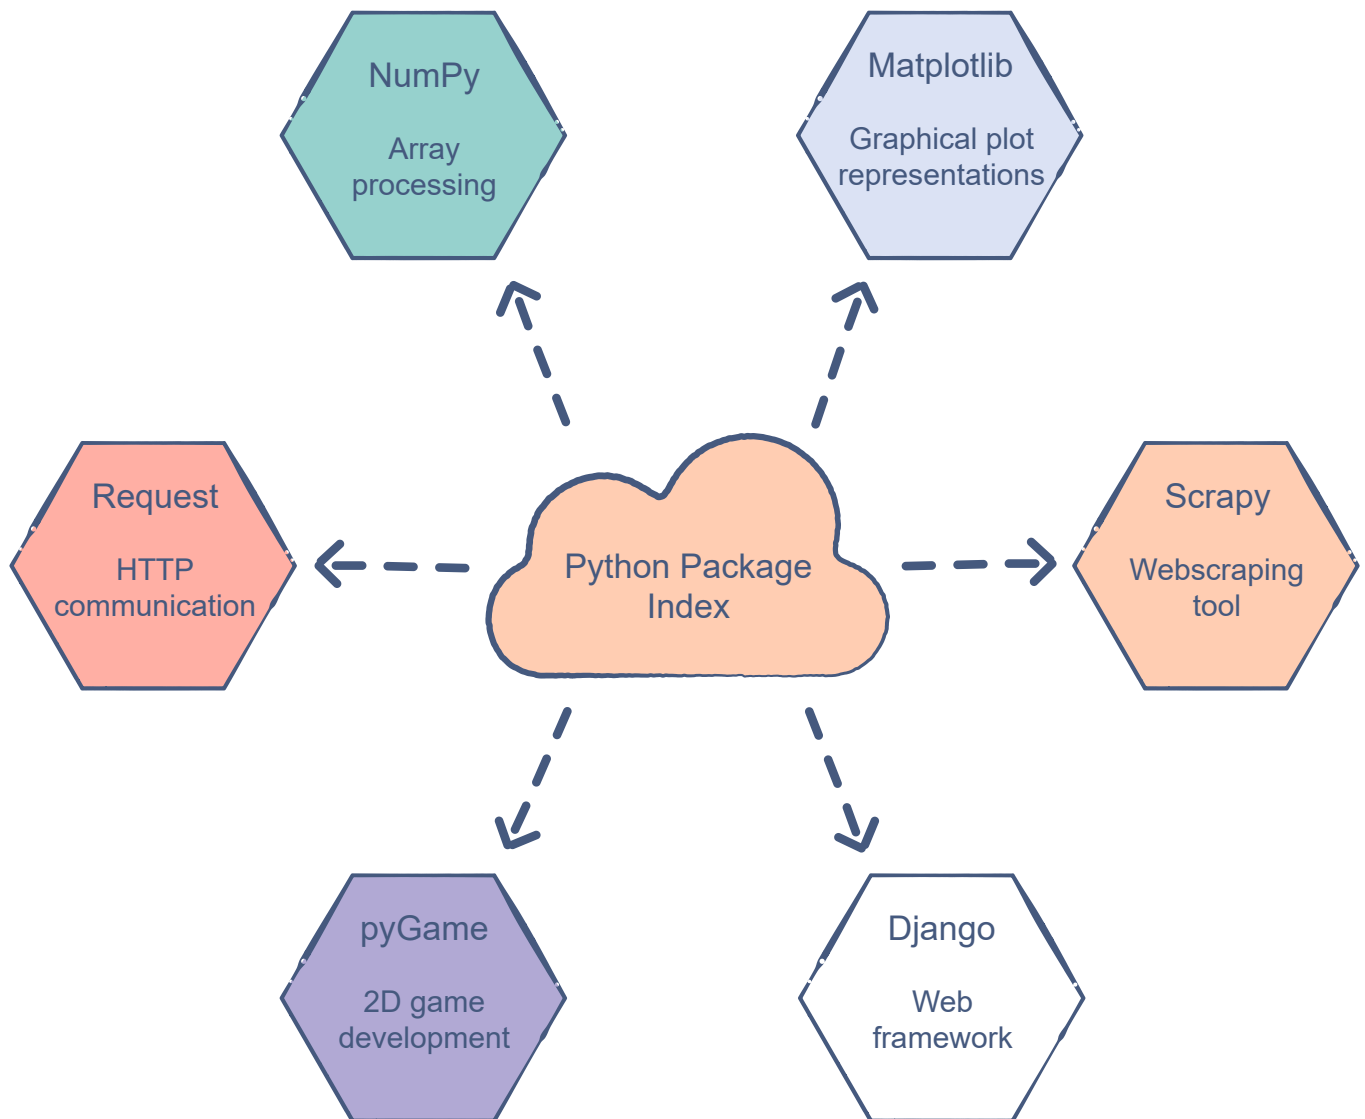 NumPy
Array
processing
Matplotlib
Graphical plot
representations
Request
HTTP
communication
Python Package
Index
Scrapy
Webscraping
tool
pyGame
2D game
development
Django
Web
framework